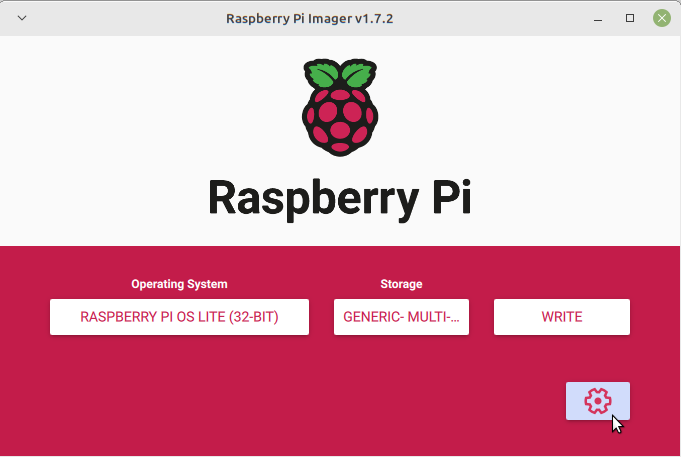 Raspberry Pi Imager v1.7.2
Raspberry Pi
Operating System
Storage
RASPBERRY PI OS LITE (32-BIT)
GENERIC- MULTI-...
WRITE